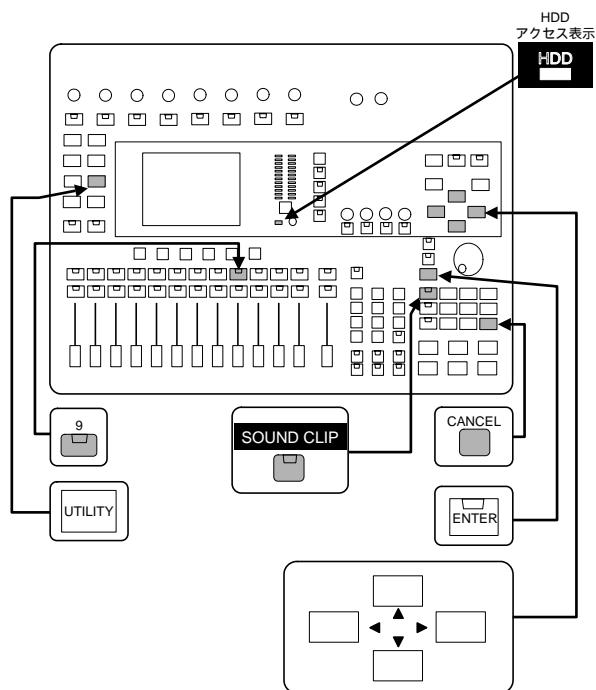 HDD
アクセス表示
HDD
9
SOUND CLIP
CANCEL
UTILITY
ENTER